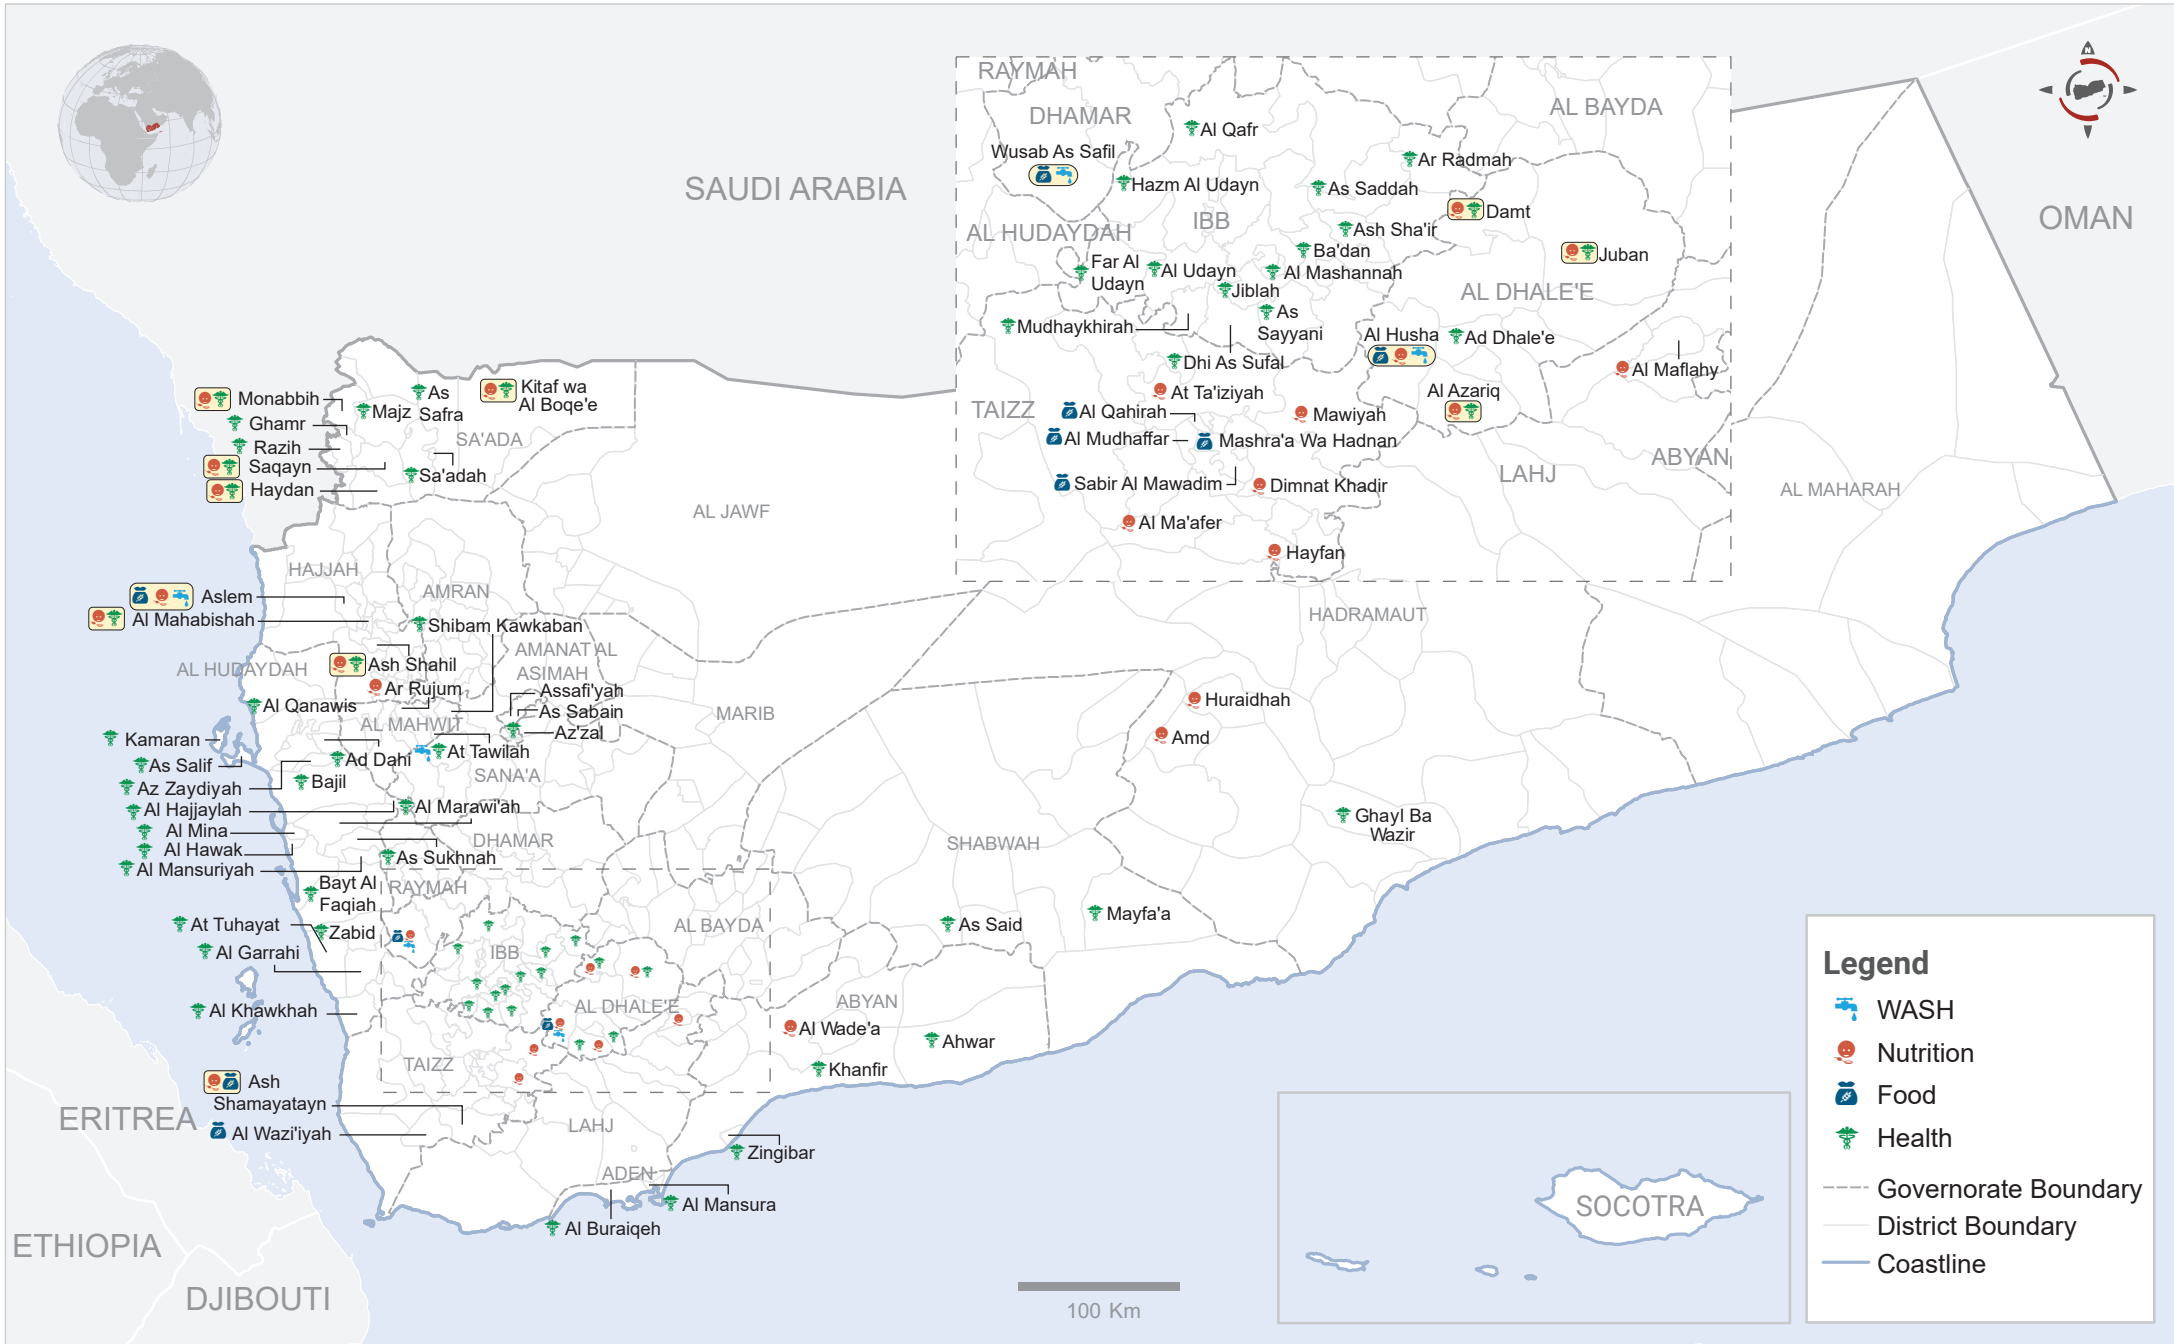 N
SAUDI ARABIA
OMAN
ERITREA
ETHIOPIA
DJIBOUTI
RAYMAH
DHAMAR
AL BAYDA
Al Qafr
Wusab As Safil
Ar Radmah
Hazm Al Udayn
As Saddah
Damt
IBB
AL HUDAYDAH
Ash Sha'ir
Ba'dan
Juban
Far Al
Udayn
Al Udayn
Al Mashannah
Jiblah
AL DHALE'E
As
Sayyani
Mudhaykhirah
Al Husha
Ad Dhale'e
Dhi As Sufal
Al Maflahy
At Ta'iziyah
Al Azariq
TAIZZ
Al Qahirah
Mawiyah
Al Mudhaffar
Mashra'a Wa Hadnan
ABYAN
LAHJ
Sabir Al Mawadim
Dimnat Khadir
Al Ma'afer
Hayfan
Monabbih
Ghamr
Razih
Saqayn
Haydan
Majz
As
Safra
Kitaf wa
Al Boqe'e
SA'ADA
Sa'adah
AL JAWF
AL MAHARAH
HAJJAH
AMRAN
Aslem
Al Mahabishah
Shibam Kawkaban
AMANAT AL
ASIMAH
HADRAMAUT
AL HUDAYDAH
Ash Shahil
Ar Rujum
Assafi'yah
As Sabain
Az'zal
Al Qanawis
AL MAHWIT
MARIB
Huraidhah
Amd
Kamaran
As Salif
Az Zaydiyah
Al Hajjaylah
Al Mina
Al Hawak
Al Mansuriyah
Ad Dahi
At Tawilah
SANA'A
Bajil
Al Marawi'ah
DHAMAR
As Sukhnah
Ghayl Ba
Wazir
SHABWAH
Bayt Al
Faqiah
RAYMAH
At Tuhayat
Zabid
Al Garrahi
IBB
AL BAYDA
As Said
Mayfa'a
Al Khawkhah
AL DHALE'E
ABYAN
Al Wade'a
Ahwar
Khanfir
TAIZZ
Ash
Shamayatayn
Al Wazi'iyah
LAHJ
ADEN
Zingibar
Al Mansura
Al Buraiqeh
100 Km
SOCOTRA
Legend
WASH
Nutrition
Food
Health
Governorate Boundary
District Boundary
Coastline